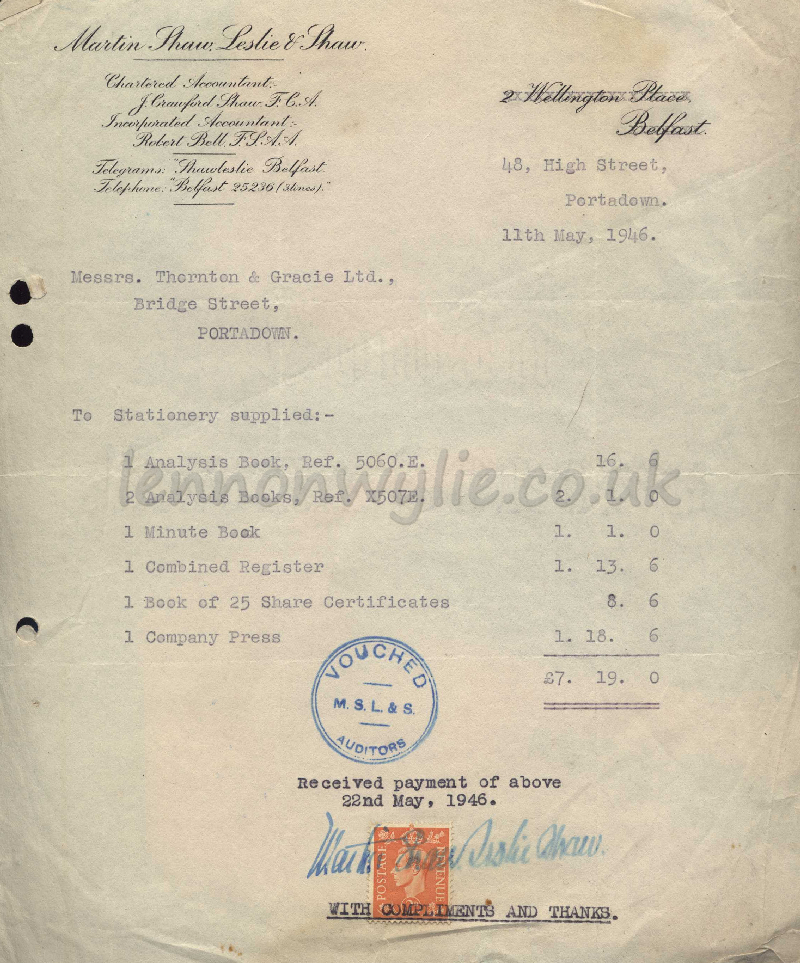 Martin Shaw, Leslie & Shaw.
Chartered Accountant:-
J. Crawford Shaw, F.C.A.
Incorporated Accountant:-
Robert Bell, F.S.A.A.
Telegrams: "Shawleslie Belfast.
Telephone: "Belfast 25236 (3 lines)."
2 Wellington Place,
Belfast.
48, High Street,
Portadown.
11th May, 1946.
Messrs. Thornton & Gracie Ltd.,
Bridge Street,
PORTADOWN.
To Stationery supplied:-
1 Analysis Book, Ref. 5060.E. 16. 6
lennonwylie.co.uk
2 Analysis Books, Ref. X507E. 2. 1. 0
1 Minute Book 1. 1. 0
1 Combined Register 1. 13. 6
1 Book of 25 Share Certificates 8. 6
1 Company Press 1. 18. 6
£7. 19. 0
VOUCHED
M. S. L. & S.
AUDITORS
Received payment of above
22nd May, 1946.
Martin Shaw Leslie Shaw.
POSTAGE
REVENUE
WITH COMPLIMENTS AND THANKS.